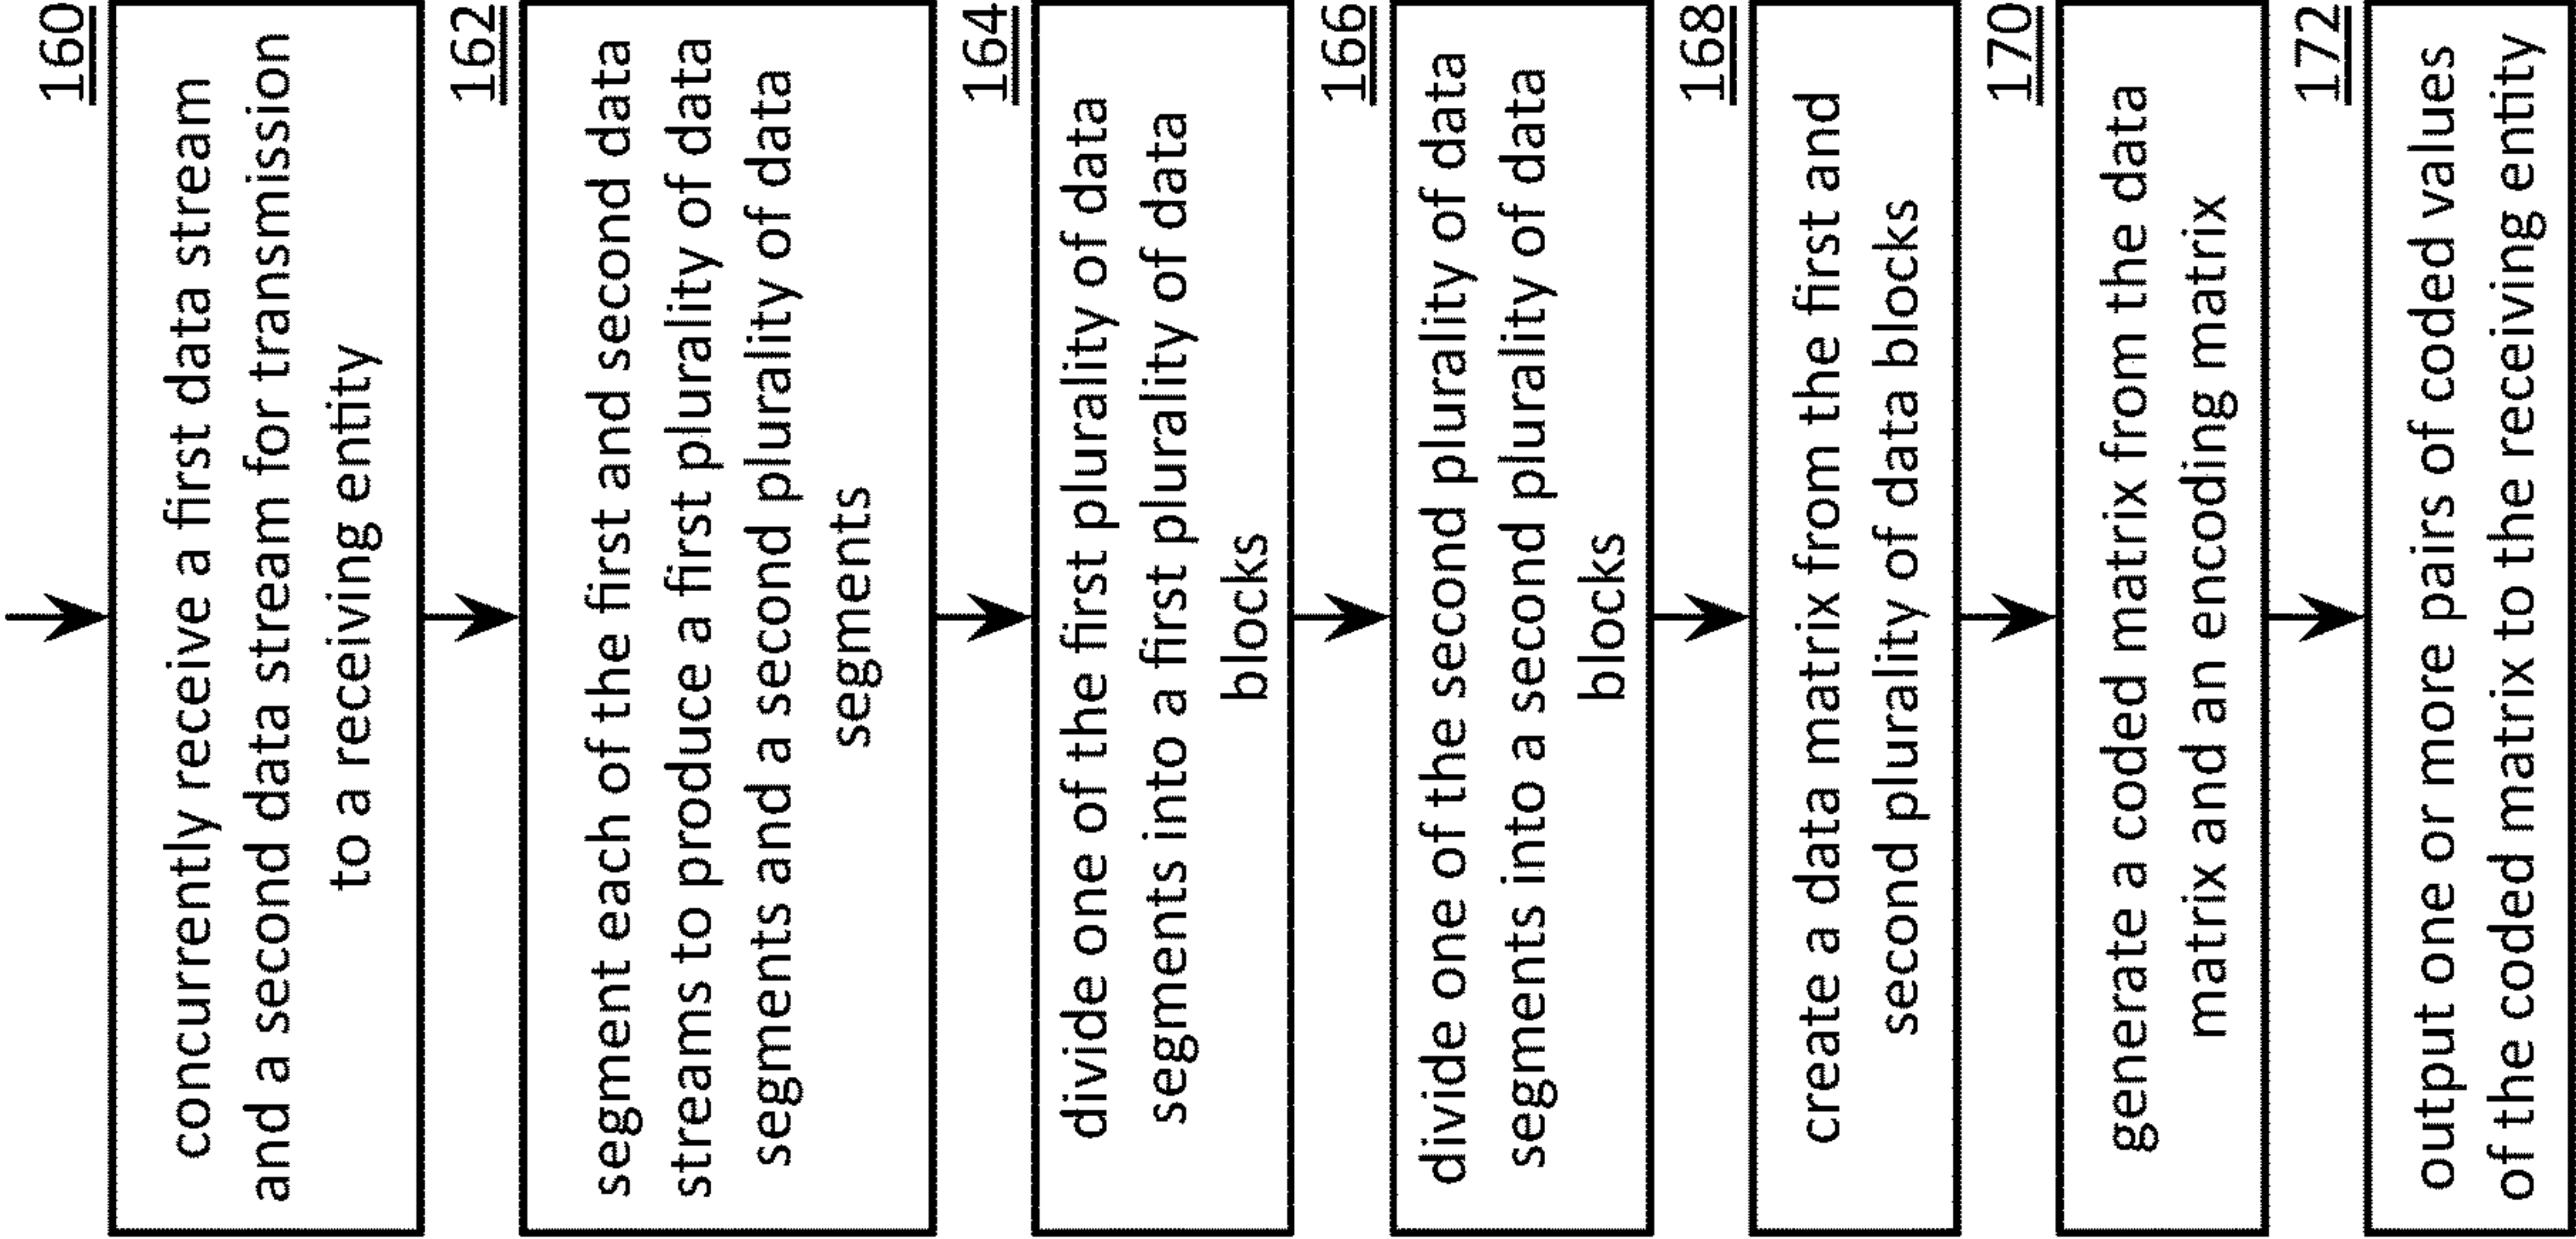 160
concurrently receive a first data stream
and a second data stream for transmission
to a receiving entity
162
segment each of the first and second data
streams to produce a first plurality of data
segments and a second plurality of data
segments
164
divide one of the first plurality of data
segments into a first plurality of data
blocks
166
divide one of the second plurality of data
segments into a second plurality of data
blocks
168
create a data matrix from the first and
second plurality of data blocks
170
generate a coded matrix from the data
matrix and an encoding matrix
172
output one or more pairs of coded values
of the coded matrix to the receiving entity